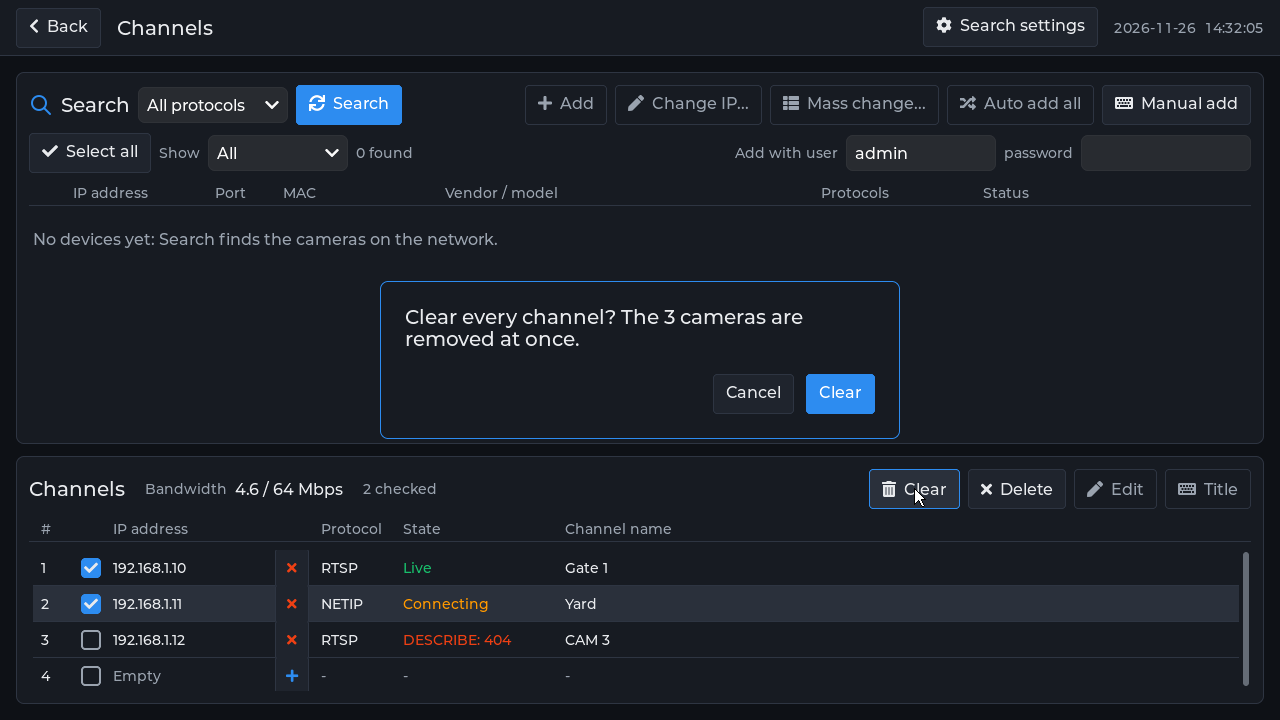 Back Channels Search settings 2026-11-26 14:32:05
Search All protocols Search Add Change IP... Mass change... Auto add all Manual add
Select all Show All 0 found Add with user admin password
IP address Port MAC Vendor / model Protocols Status
No devices yet: Search finds the cameras on the network.
Clear every channel? The 3 cameras are
removed at once.
Cancel Clear
Channels Bandwidth 4.6 / 64 Mbps 2 checked Clear Delete Edit Title
# IP address Protocol State Channel name
1 192.168.1.10 RTSP Live Gate 1
2 192.168.1.11 NETIP Connecting Yard
3 192.168.1.12 RTSP DESCRIBE: 404 CAM 3
4 Empty - - -